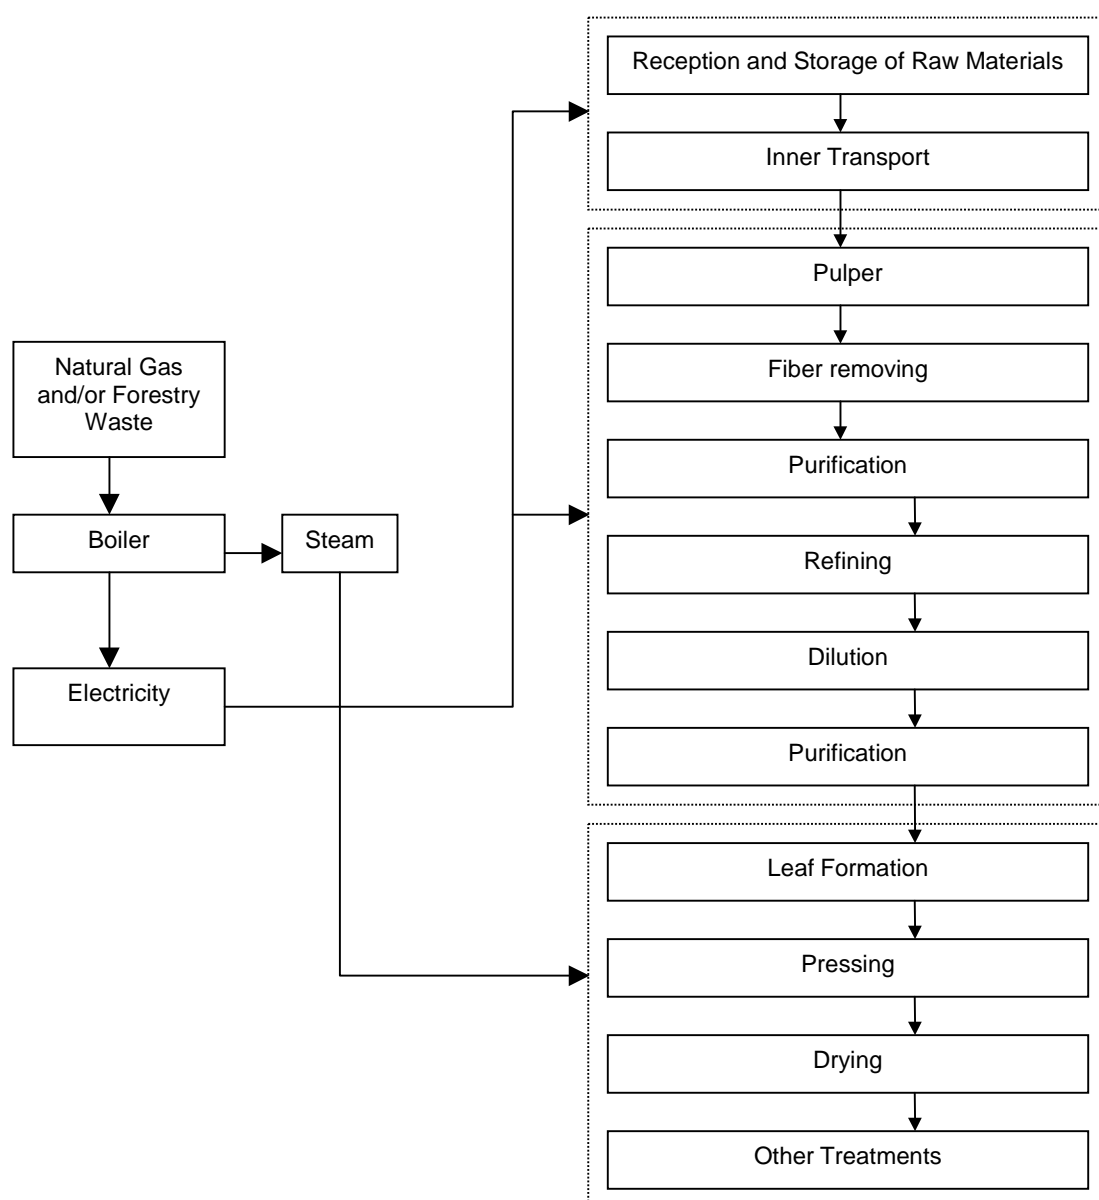 Reception and Storage of Raw Materials
Inner Transport
Pulper
Fiber removing
Purification
Refining
Dilution
Purification
Leaf Formation
Pressing
Drying
Other Treatments
Natural Gas
and/or Forestry
Waste
Boiler
Steam
Electricity